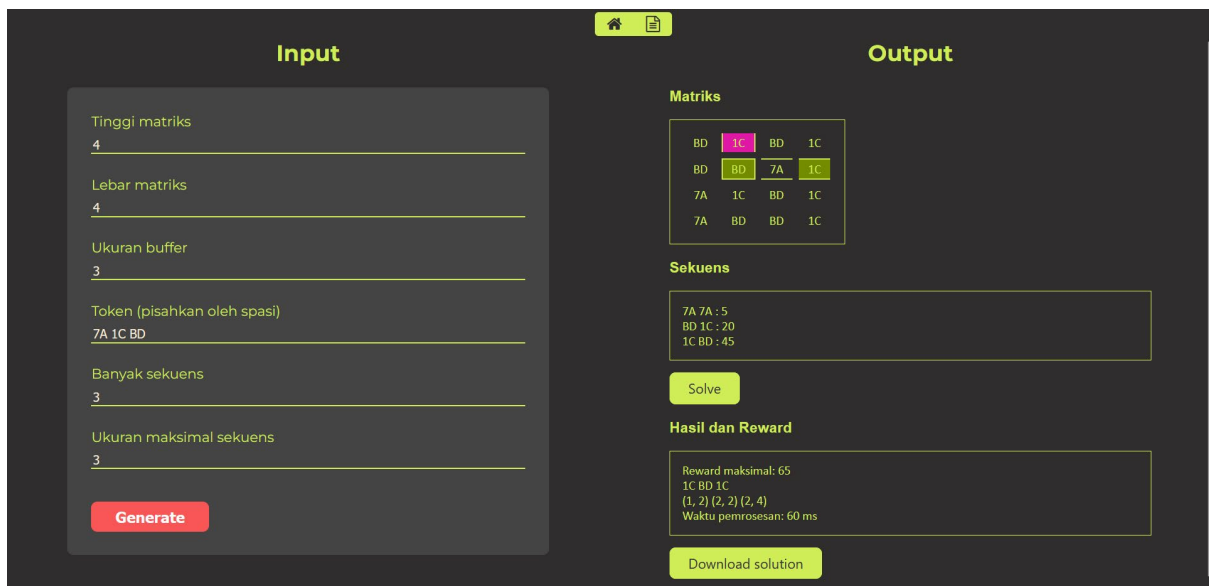 Input
Tinggi matriks
4
Lebar matriks
4
Ukuran buffer
3
Token (pisahkan oleh spasi)
7A 1C BD
Banyak sekuens
3
Ukuran maksimal sekuens
3
Generate
Output
Matriks
BD 1C BD 1C
BD BD 7A 1C
7A 1C BD 1C
7A BD BD 1C
Sekuens
7A 7A : 5
BD 1C : 20
1C BD : 45
Solve
Hasil dan Reward
Reward maksimal: 65
1C BD 1C
(1, 2) (2, 2) (2, 4)
Waktu pemrosesan: 60 ms
Download solution